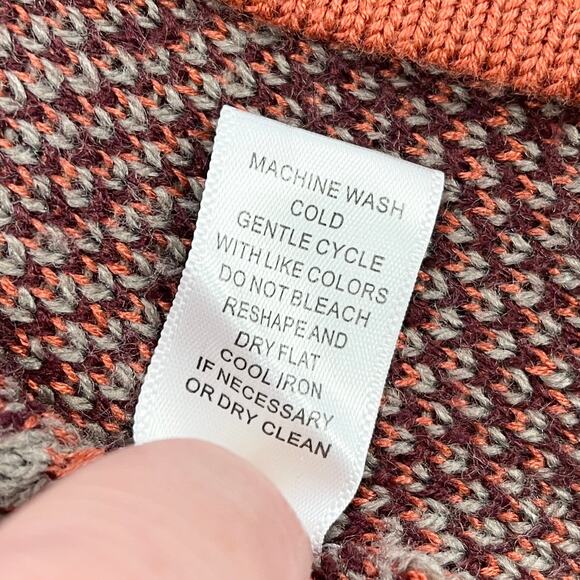 MACHINE WASH
COLD
GENTLE CYCLE
WITH LIKE COLORS
DO NOT BLEACH
RESHAPE AND
DRY FLAT
COOL IRON
IF NECESSARY
OR DRY CLEAN